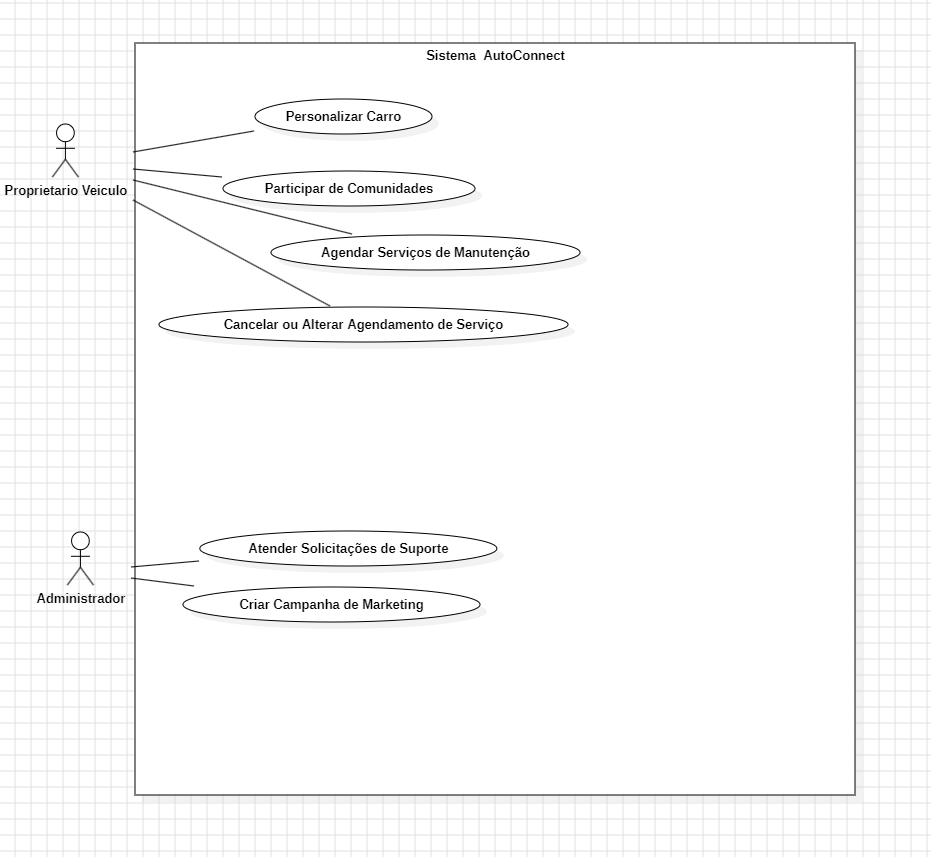 Sistema  AutoConnect
Personalizar Carro
Proprietario Veiculo
Participar de Comunidades
Agendar Serviços de Manutenção
Cancelar ou Alterar Agendamento de Serviço
Atender Solicitações de Suporte
Administrador
Criar Campanha de Marketing